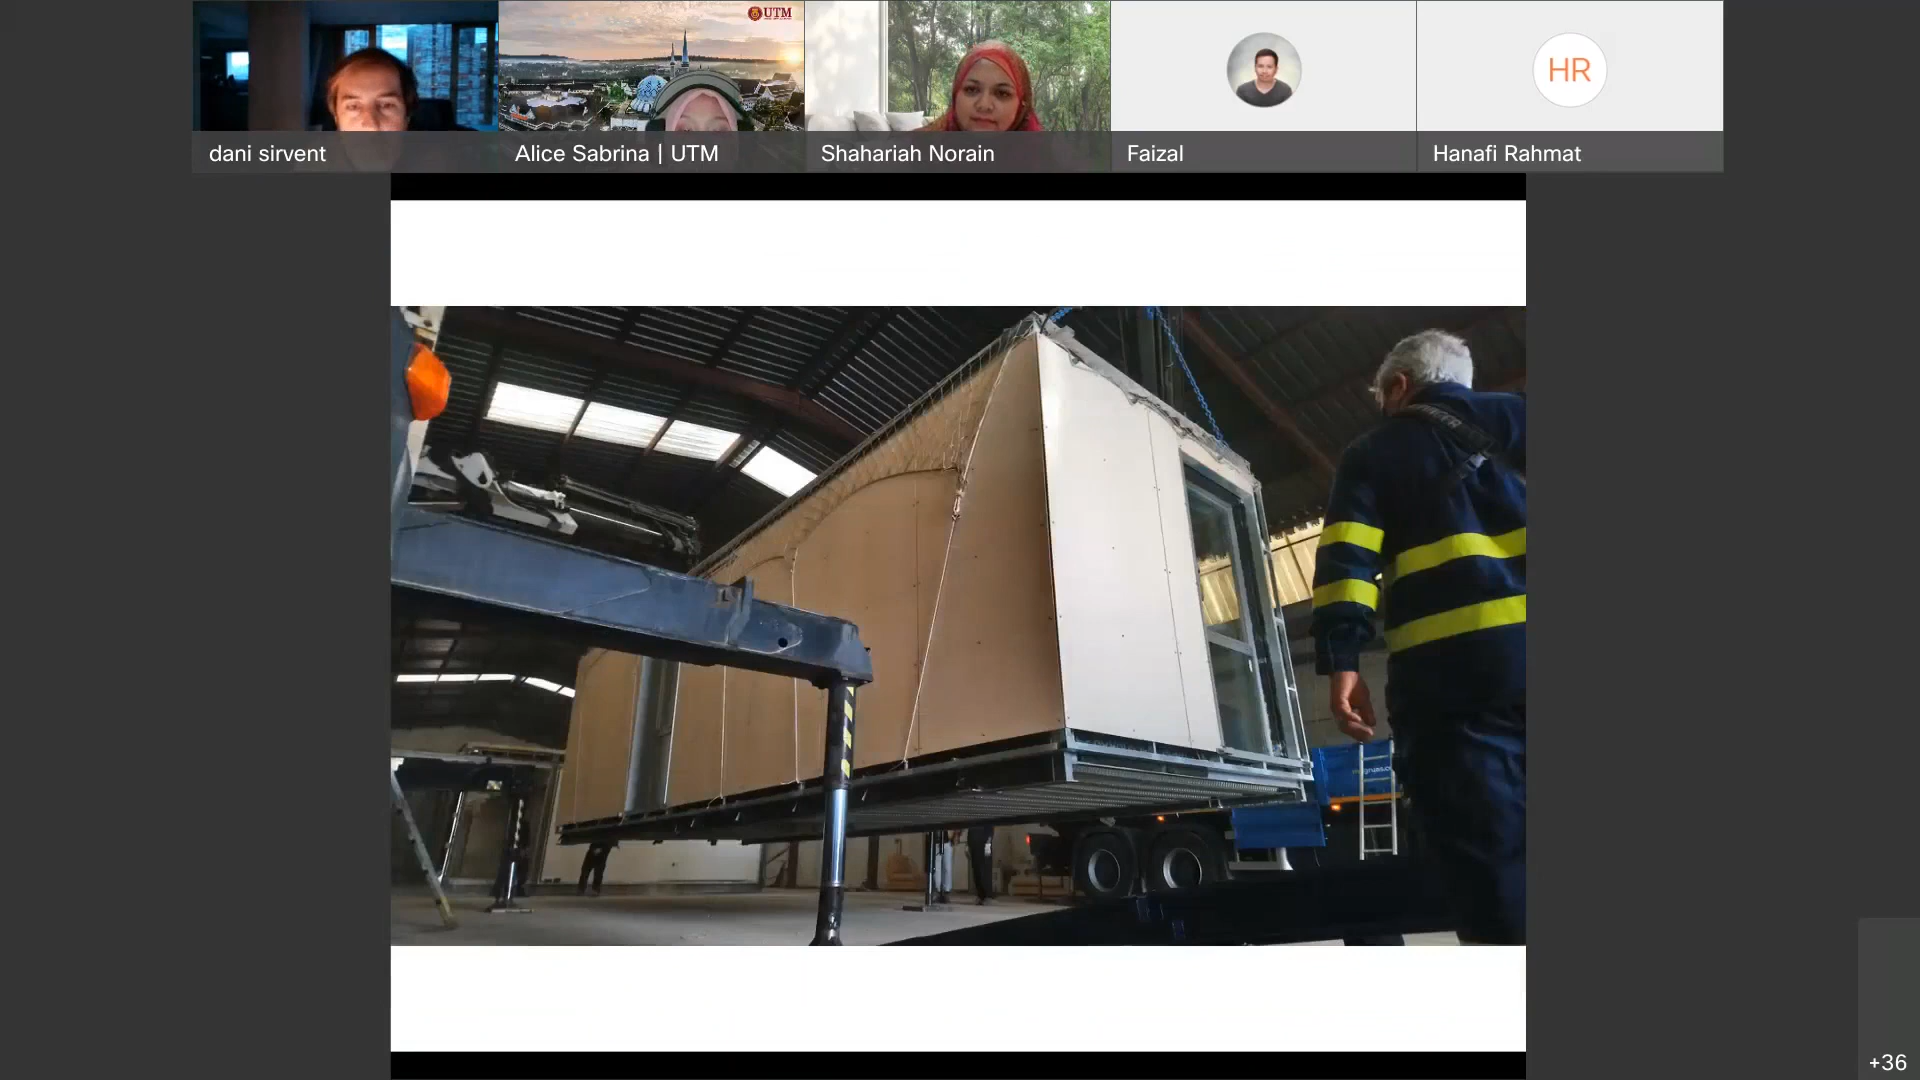 UTM
HR
dani sirvent
Alice Sabrina | UTM
Shahariah Norain
Faizal
Hanafi Rahmat
+36